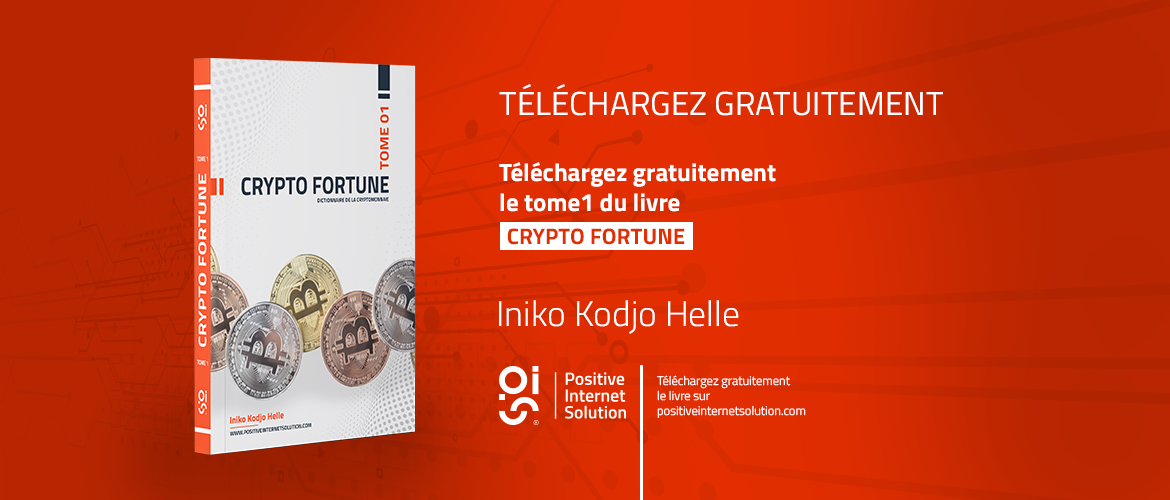 TOME 1
CRYPTO FORTUNE
TOME 1
TOME 01
CRYPTO FORTUNE
DICTIONNAIRE DE LA CRYPTOMONNAIE
Iniko Kodjo Helle
WWW.POSITIVEINTERNETSOLUTION.COM
TÉLÉCHARGEZ GRATUITEMENT
Téléchargez gratuitement
le tome1 du livre
CRYPTO FORTUNE
Iniko Kodjo Helle
Positive
Internet
Solution
®
Téléchargez gratuitement
le livre sur
positiveinternetsolution.com